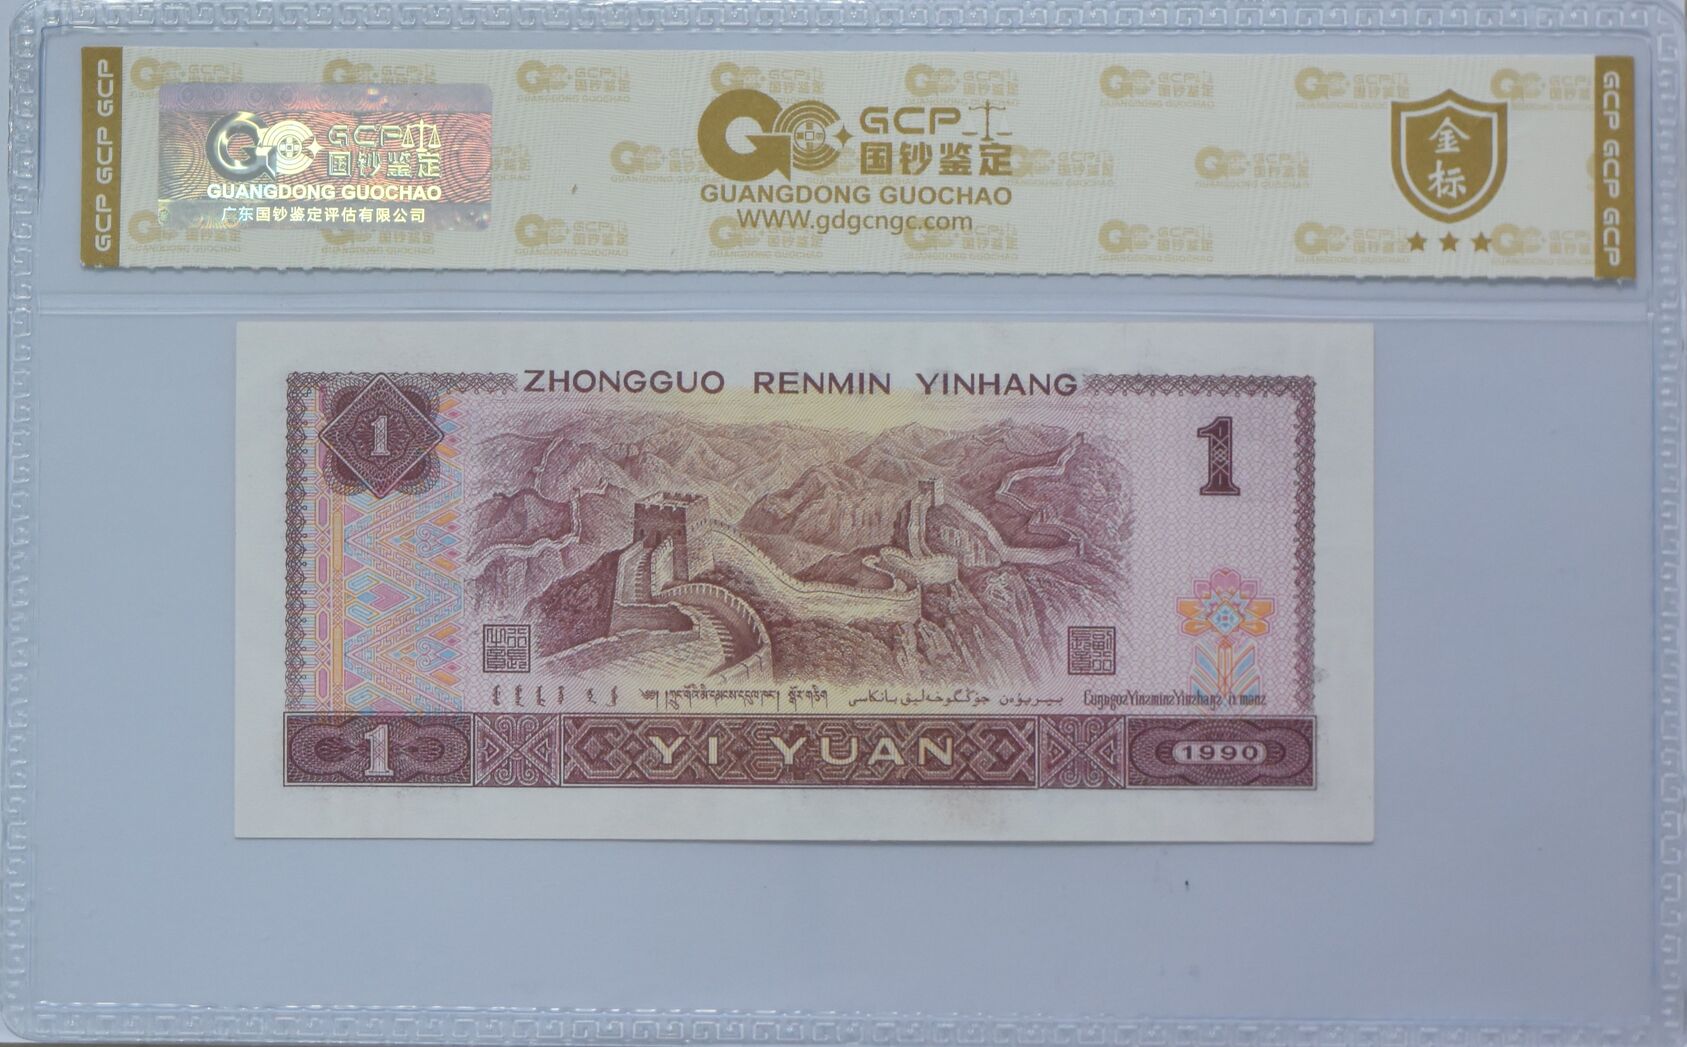 GCP GCP GCP
GCP
国钞鉴定
GUANGDONG GUOCHAO
广东国钞鉴定评估有限公司
GCP
国钞鉴定
GUANGDONG GUOCHAO
WWW.gdgcngc.com
金标
GCP GCP GCP
ZHONGGUO RENMIN YINHANG
1
1
1
YI YUAN
1990